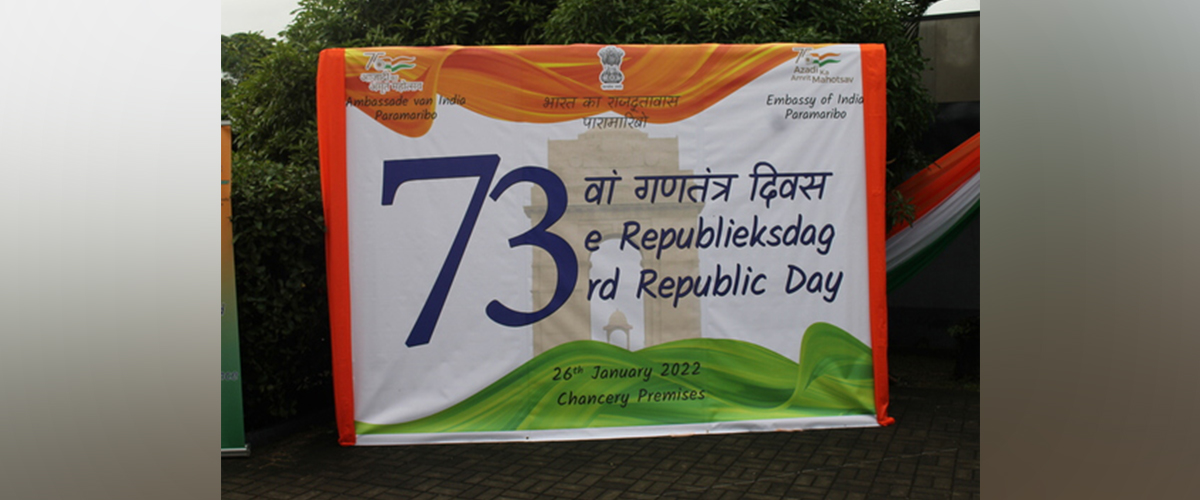 Azadi Ka
Amrit Mahotsav
Ambassade van India
Paramaribo
भारत का राजदूतावास
पारामारिबो
Embassy of India
Paramaribo
73
वां गणतंत्र दिवस
e Republieksdag
rd Republic Day
26th January 2022
Chancery Premises